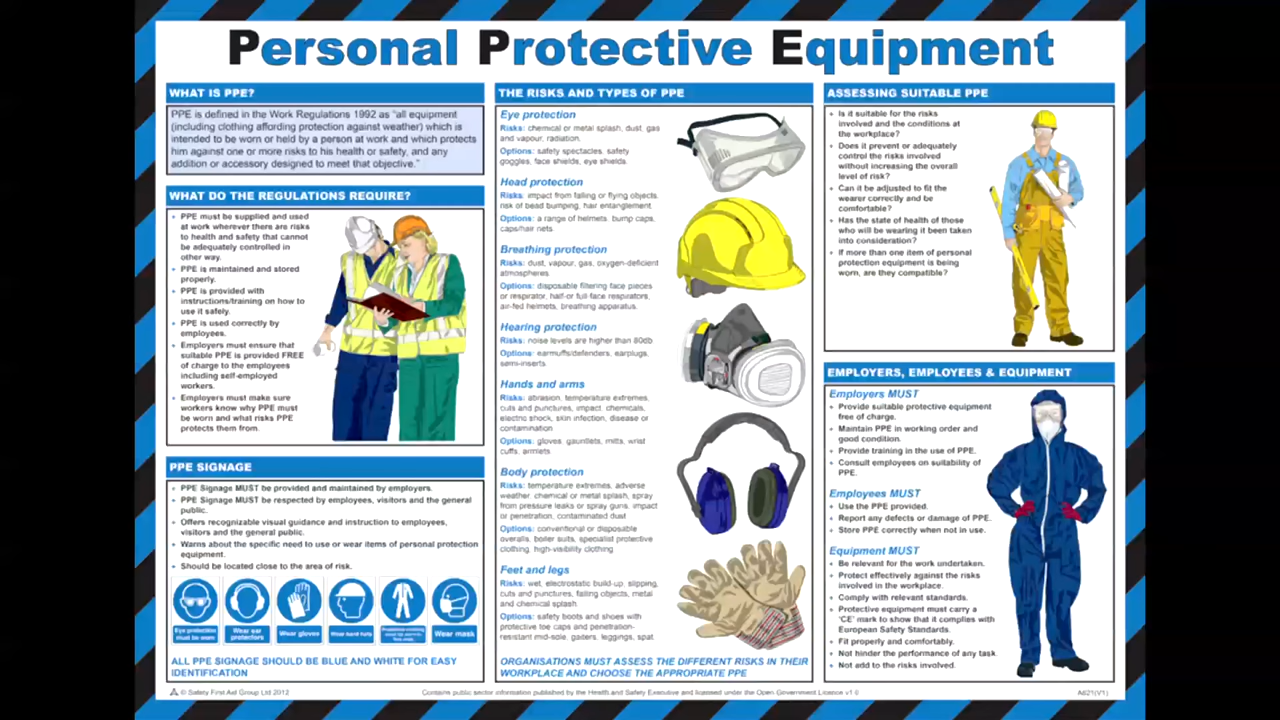 Personal Protective Equipment
WHAT IS PPE?
PPE is defined in the Work Regulations 1992 as “all equipment
(including clothing affording protection against weather) which is
intended to be worn or held by a person at work and which protects
him against one or more risks to his health or safety, and any
addition or accessory designed to meet that objective.”
WHAT DO THE REGULATIONS REQUIRE?
• PPE must be supplied and used
at work wherever there are risks
to health and safety that cannot
be adequately controlled in
other way.
• PPE is maintained and stored
properly.
• PPE is provided with
instructions/training on how to
use it safely.
• PPE is used correctly by
employees.
• Employers must ensure that
suitable PPE is provided FREE
of charge to the employees
including self-employed
workers.
• Employers must make sure
workers know why PPE must
be worn and what risks PPE
protects them from.
PPE SIGNAGE
• PPE Signage MUST be provided and maintained by employers.
• PPE Signage MUST be respected by employees, visitors and the general
public.
• Offers recognizable visual guidance and instruction to employees,
visitors and the general public.
• Warns about the specific need to use or wear items of personal protection
equipment.
• Should be located close to the area of risk.
Eye protection
must be worn
Wear ear
protectors
Wear gloves
Wear hard hats
Wear mask
ALL PPE SIGNAGE SHOULD BE BLUE AND WHITE FOR EASY
IDENTIFICATION
THE RISKS AND TYPES OF PPE
Eye protection
Risks: chemical or metal splash, dust, gas
and vapour, radiation.
Options: safety spectacles, safety
goggles, face shields, eye shields.
Head protection
Risks: impact from falling or flying objects,
risk of bead bumping, hair entanglement
Options: a range of helmets, bump caps,
caps/hair nets
Breathing protection
Risks: dust, vapour, gas, oxygen-deficient
atmospheres.
Options: disposable filtering face pieces
or respirator, half-or full-face respirators,
air-fed helmets, breathing apparatus.
Hearing protection
Risks: noise levels are higher than 80db
Options: earmuffs/defenders, earplugs,
semi-inserts.
Hands and arms
Risks: abrasion, temperature extremes,
cuts and punctures, impact, chemicals,
electric shock, skin infection, disease or
contamination
Options: gloves, gauntlets, mitts, wrist
cuffs, armlets
Body protection
Risks: temperature extremes, adverse
weather, chemical or metal splash, spray
from pressure leaks or spray guns, impact
or penetration, contaminated dust
Options: conventional or disposable
overalls, boiler suits, specialist protective
clothing, high-visibility clothing
Feet and legs
Risks: wet, electrostatic build-up, slipping,
cuts and punctures, falling objects, metal
and chemical splash
Options: safety boots and shoes with
protective toe caps and penetration-
resistant mid-sole, gaiters, leggings, spat
ORGANISATIONS MUST ASSESS THE DIFFERENT RISKS IN THEIR
WORKPLACE AND CHOOSE THE APPROPRIATE PPE
ASSESSING SUITABLE PPE
• Is it suitable for the risks
involved and the conditions at
the workplace?
• Does it prevent or adequately
control the risks involved
without increasing the overall
level of risk?
• Can it be adjusted to fit the
wearer correctly and be
comfortable?
• Has the state of health of those
who will be wearing it been taken
into consideration?
• If more than one item of personal
protection equipment is being
worn, are they compatible?
EMPLOYERS, EMPLOYEES & EQUIPMENT
Employers MUST
• Provide suitable protective equipment
free of charge.
• Maintain PPE in working order and
good condition.
• Provide training in the use of PPE.
• Consult employees on suitability of
PPE.
Employees MUST
• Use the PPE provided.
• Report any defects or damage of PPE.
• Store PPE correctly when not in use.
Equipment MUST
• Be relevant for the work undertaken.
• Protect effectively against the risks
involved in the workplace.
• Comply with relevant standards.
• Protective equipment must carry a
‘CE’ mark to show that it complies with
European Safety Standards.
• Fit properly and comfortably.
• Not hinder the performance of any task.
• Not add to the risks involved.
© Safety First Aid Group Ltd 2012
Contains public sector information published by the Health and Safety Executive and licensed under the Open Government Licence v1.0
A621(V1)